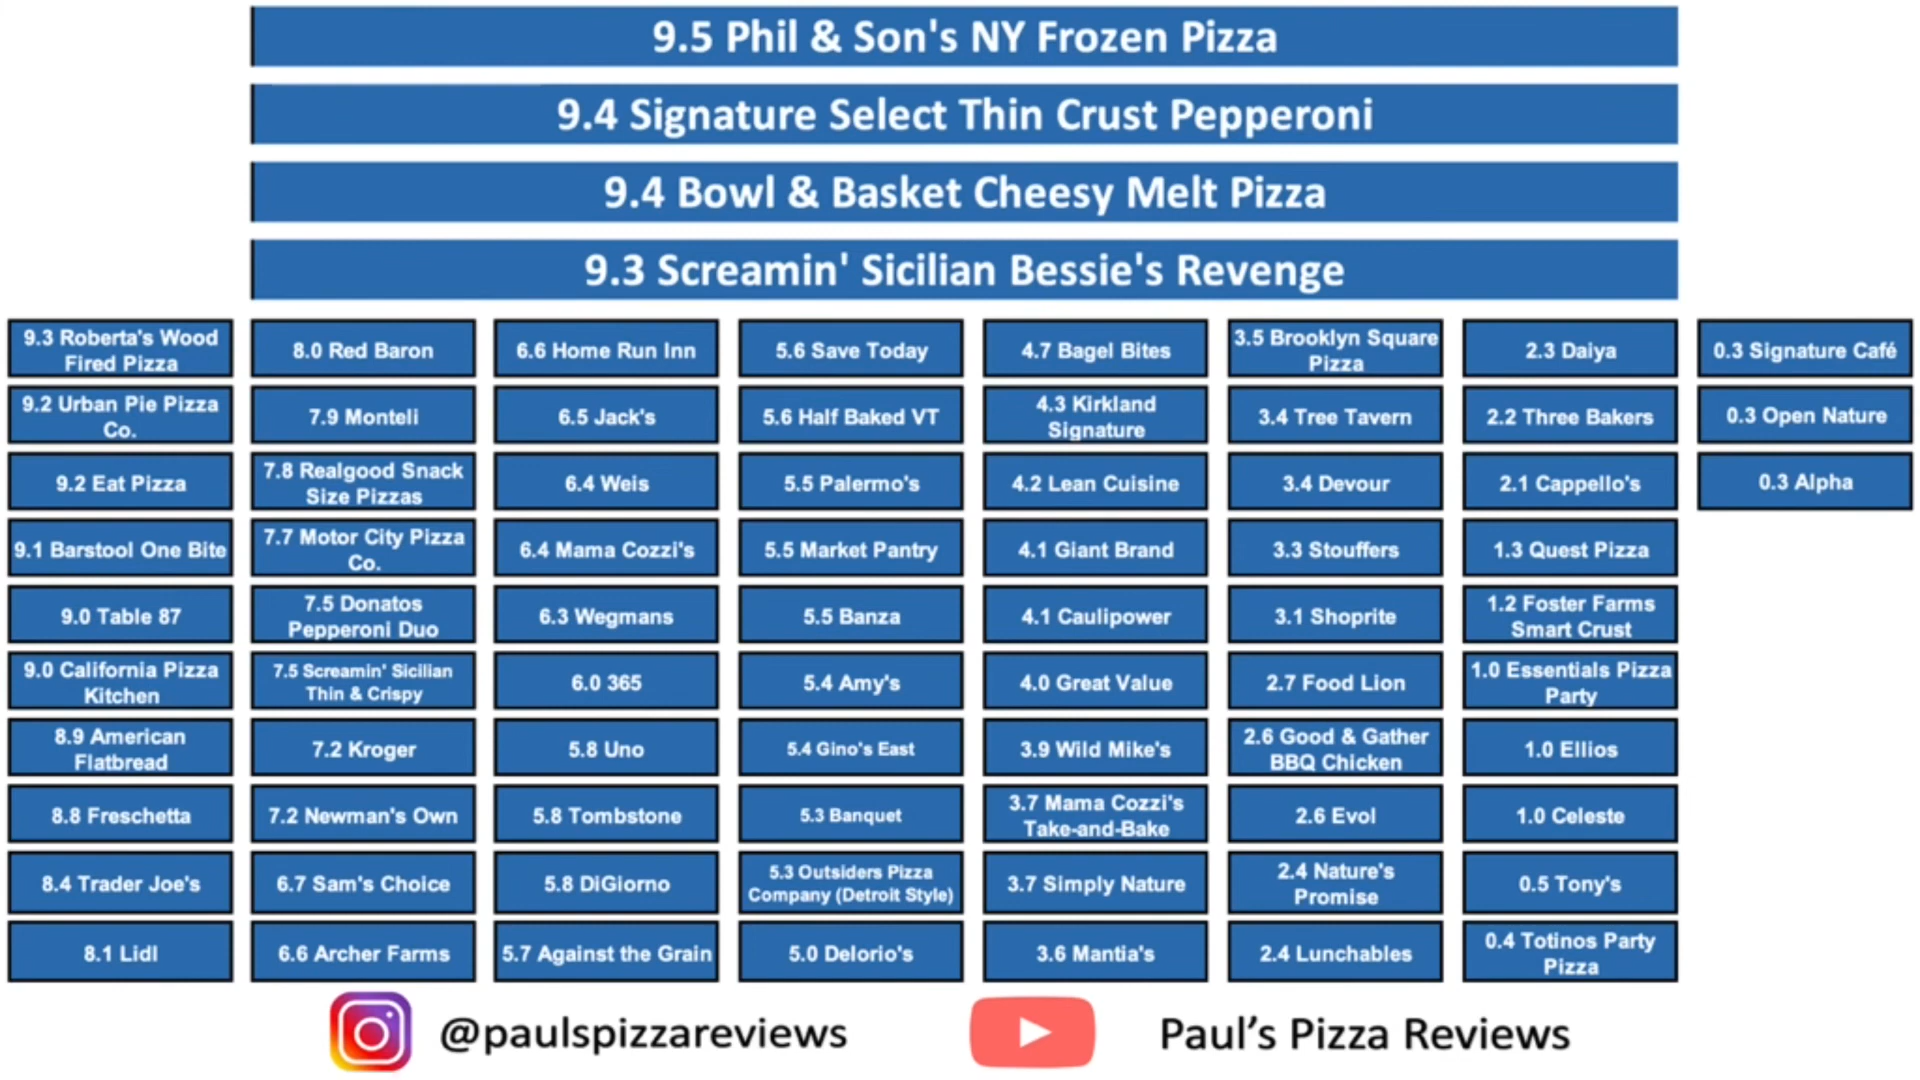 9.5 Phil & Son's NY Frozen Pizza
9.4 Signature Select Thin Crust Pepperoni
9.4 Bowl & Basket Cheesy Melt Pizza
9.3 Screamin' Sicilian Bessie's Revenge
9.3 Roberta's Wood
Fired Pizza
9.2 Urban Pie Pizza
Co.
9.2 Eat Pizza
9.1 Barstool One Bite
9.0 Table 87
9.0 California Pizza
Kitchen
8.9 American
Flatbread
8.8 Freschetta
8.4 Trader Joe's
8.1 Lidl
8.0 Red Baron
7.9 Monteli
7.8 Realgood Snack
Size Pizzas
7.7 Motor City Pizza
Co.
7.5 Donatos
Pepperoni Duo
7.5 Screamin' Sicilian
Thin & Crispy
7.2 Kroger
7.2 Newman's Own
6.7 Sam's Choice
6.6 Archer Farms
6.6 Home Run Inn
6.5 Jack's
6.4 Weis
6.4 Mama Cozzi's
6.3 Wegmans
6.0 365
5.8 Uno
5.8 Tombstone
5.8 DiGiorno
5.7 Against the Grain
5.6 Save Today
5.6 Half Baked VT
5.5 Palermo's
5.5 Market Pantry
5.5 Banza
5.4 Amy's
5.4 Gino's East
5.3 Banquet
5.3 Outsiders Pizza
Company (Detroit Style)
5.0 Delorio's
4.7 Bagel Bites
4.3 Kirkland
Signature
4.2 Lean Cuisine
4.1 Giant Brand
4.1 Caulipower
4.0 Great Value
3.9 Wild Mike's
3.7 Mama Cozzi's
Take-and-Bake
3.7 Simply Nature
3.6 Mantia's
3.5 Brooklyn Square
Pizza
3.4 Tree Tavern
3.4 Devour
3.3 Stouffers
3.1 Shoprite
2.7 Food Lion
2.6 Good & Gather
BBQ Chicken
2.6 Evol
2.4 Nature's
Promise
2.4 Lunchables
2.3 Daiya
2.2 Three Bakers
2.1 Cappello's
1.3 Quest Pizza
1.2 Foster Farms
Smart Crust
1.0 Essentials Pizza
Party
1.0 Ellios
1.0 Celeste
0.5 Tony's
0.4 Totinos Party
Pizza
0.3 Signature Café
0.3 Open Nature
0.3 Alpha
@paulspizzareviews
Paul's Pizza Reviews